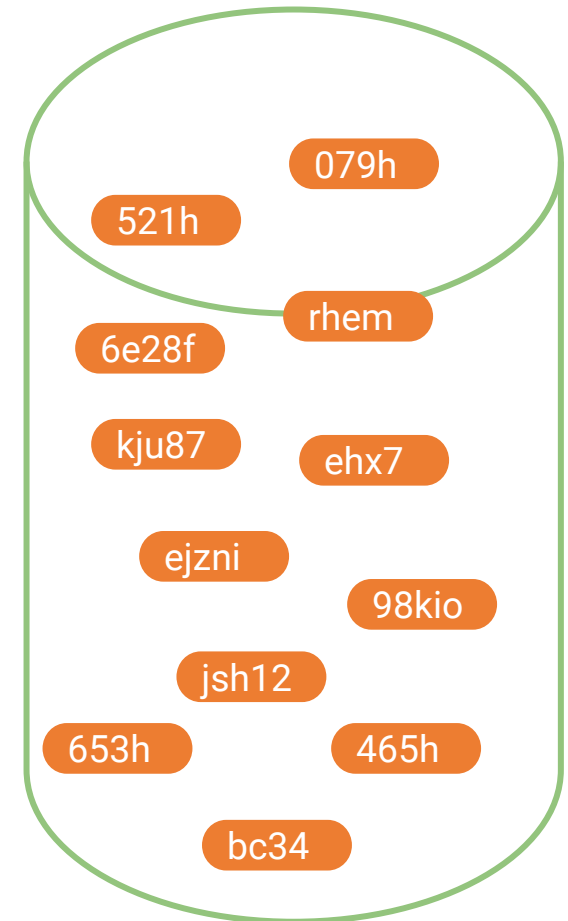 079h
521h
rhem
6e28f
kju87
ehx7
ejzni
98kio
jsh12
653h
465h
bc34